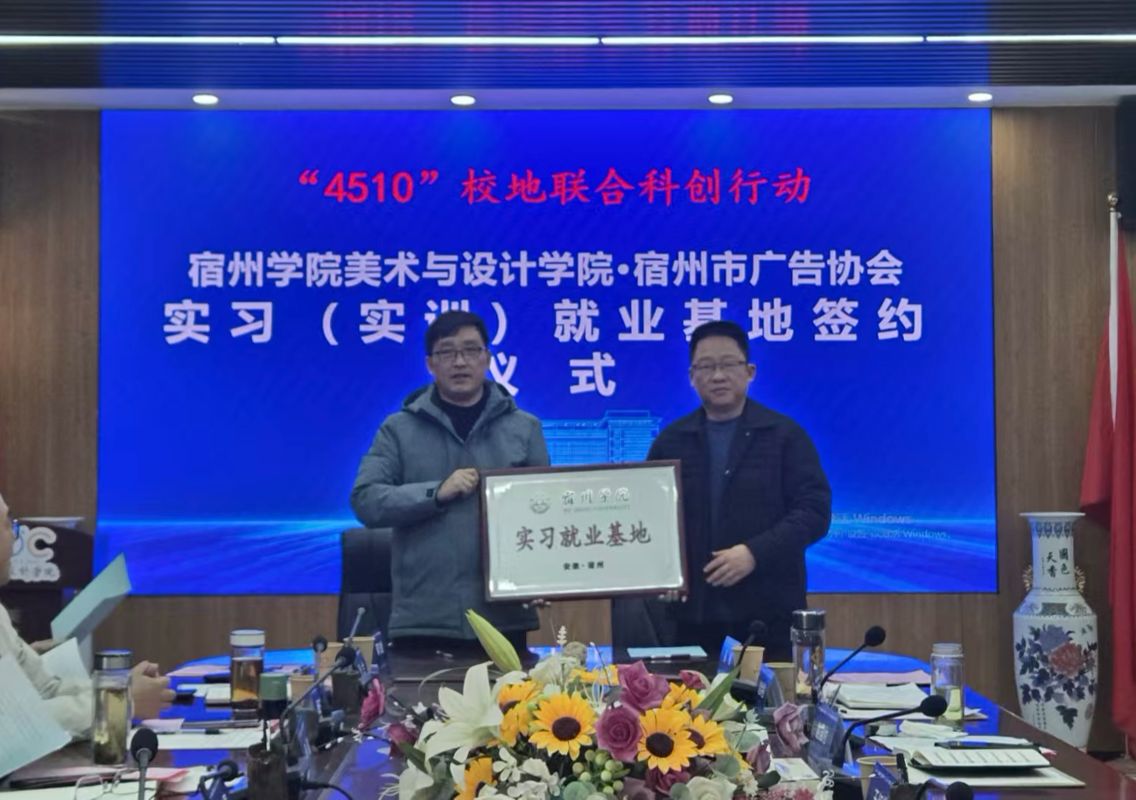 “4510”校地联合科创行动
宿州学院美术与设计学院·宿州市广告协会
实习（实训）就业基地签约
仪 式
宿州学院
实习就业基地
安徽·宿州
Windows
Windows。
国色
天香